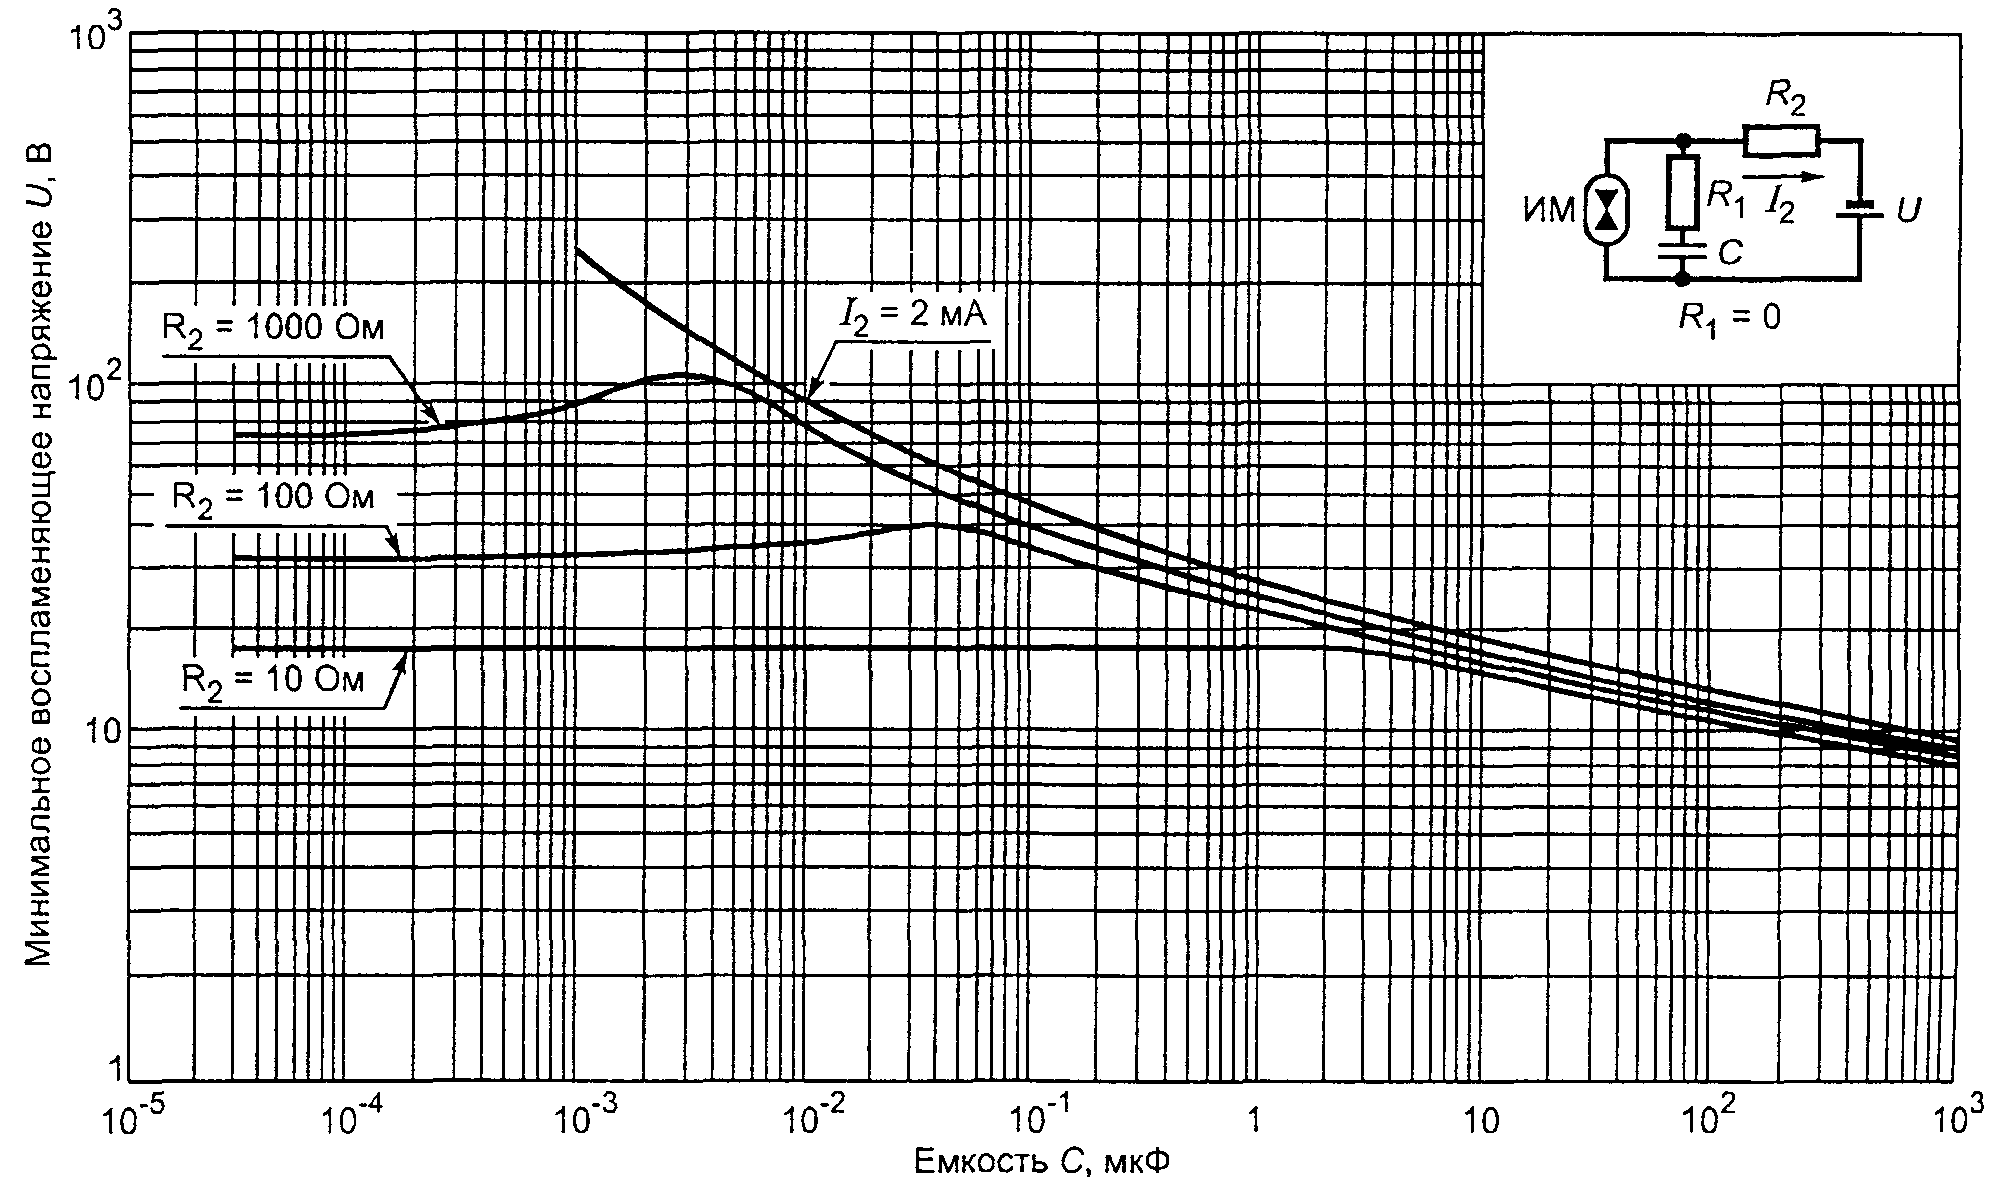 10³
R₂
ИМ
R₁
I₂
U
C
R₁ = 0
Минимальное воспламеняющее напряжение U, В
R₂ = 1000 Ом
I₂ = 2 мА
10²
R₂ = 100 Ом
R₂ = 10 Ом
10
1
10⁻⁵ 10⁻⁴ 10⁻³ 10⁻² 10⁻¹ 1 10 10² 10³
Емкость C, мкФ